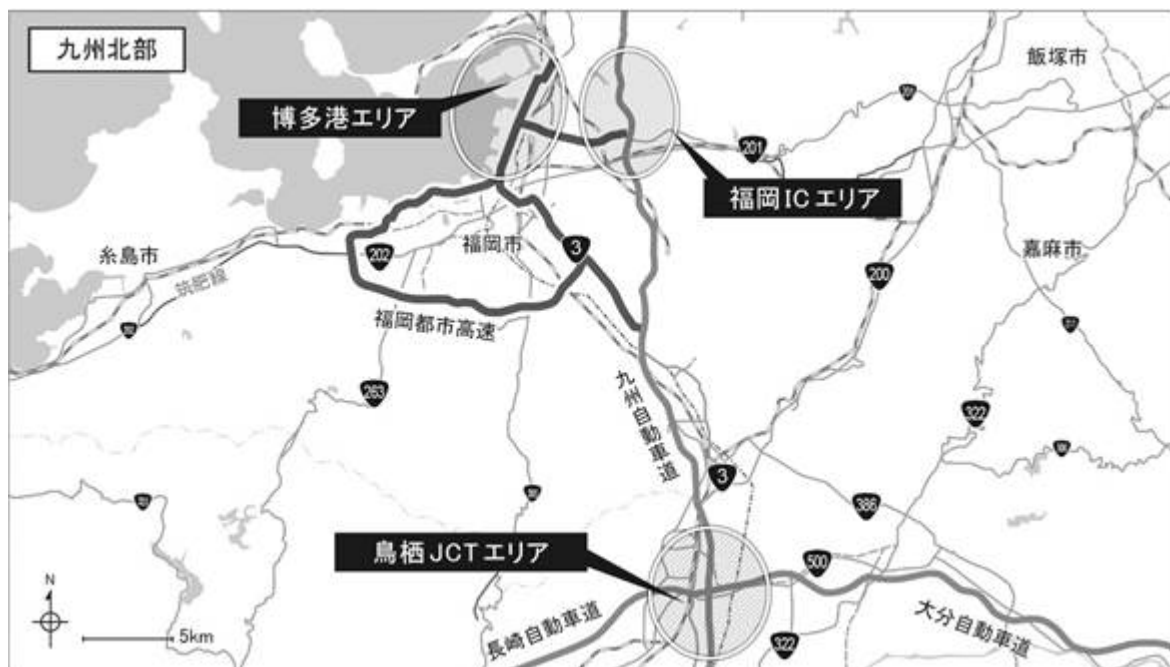 九州北部
博多港エリア
飯塚市
201
福岡ICエリア
糸島市
202
福岡市
3
嘉麻市
200
筑肥線
福岡都市高速
263
九州自動車道
322
3
386
鳥栖JCTエリア
500
長崎自動車道
大分自動車道
322
N
5km